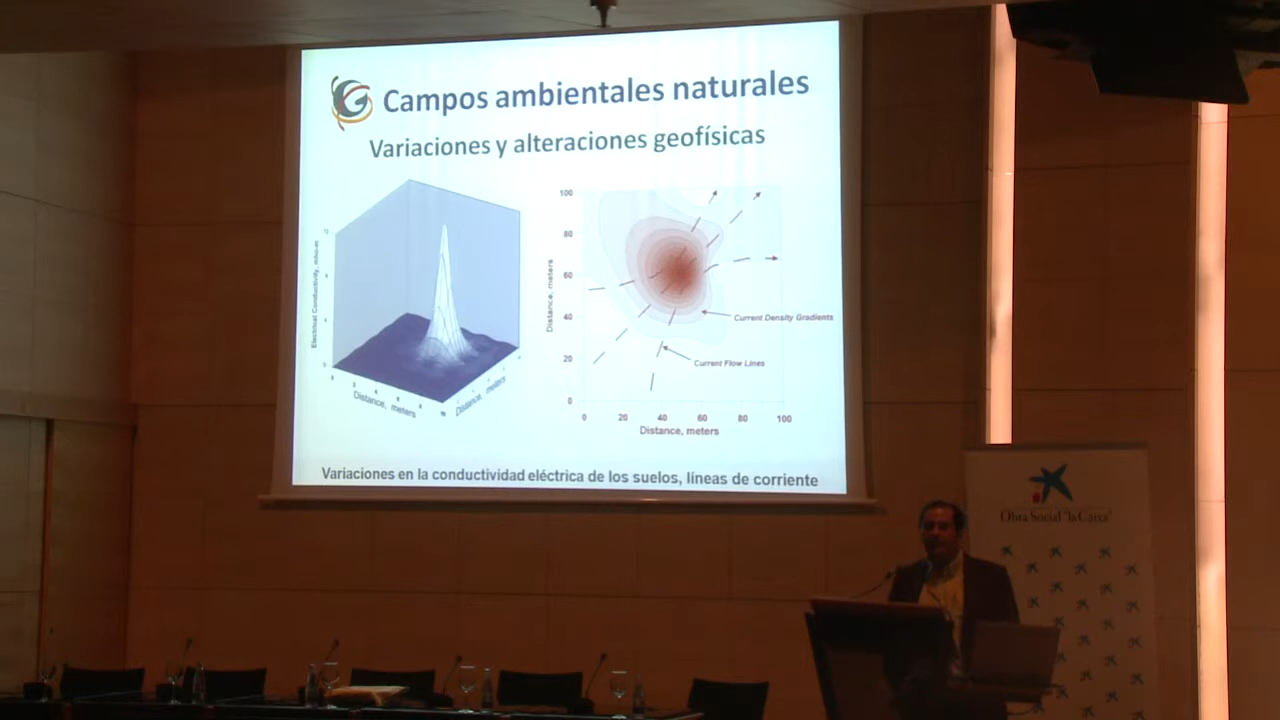 Campos ambientales naturales
Variaciones y alteraciones geofísicas
Electrical Conductivity, mho-m
Distance, meters
Distance, meters
100
80
60
40
20
0
Distance, meters
Current Density Gradients
Current Flow Lines
0 20 40 60 80 100
Distance, meters
Variaciones en la conductividad eléctrica de los suelos, líneas de corriente
Obra Social "la Caixa"